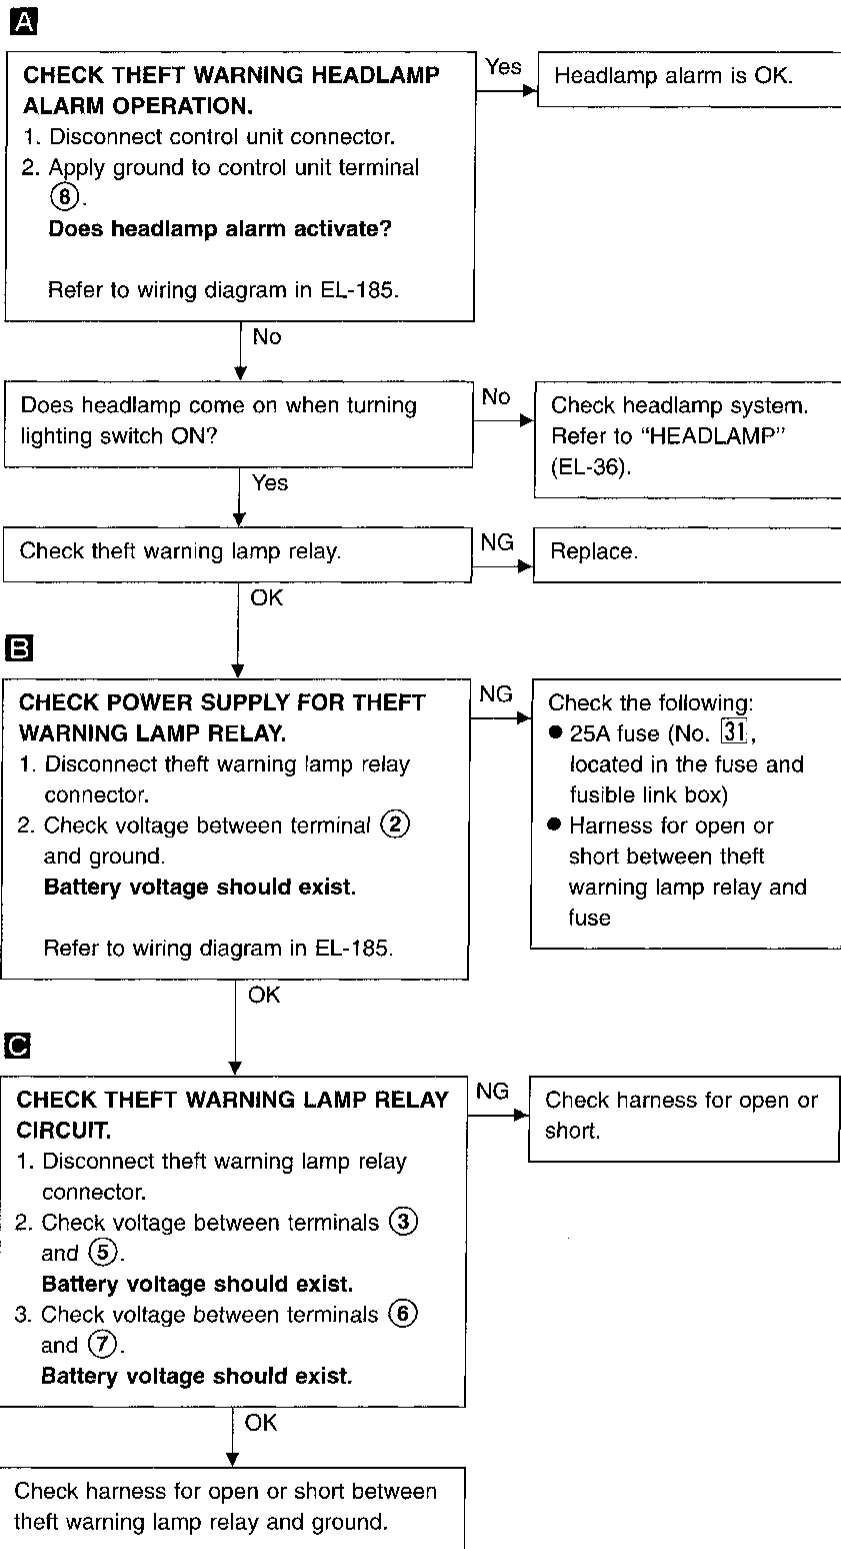 A
CHECK THEFT WARNING HEADLAMP
ALARM OPERATION.
1. Disconnect control unit connector.
2. Apply ground to control unit terminal
⑧.
Does headlamp alarm activate?
Refer to wiring diagram in EL-185.
Yes
Headlamp alarm is OK.
No
Does headlamp come on when turning
lighting switch ON?
No
Check headlamp system.
Refer to “HEADLAMP”
(EL-36).
Yes
Check theft warning lamp relay.
NG
Replace.
OK
B
CHECK POWER SUPPLY FOR THEFT
WARNING LAMP RELAY.
1. Disconnect theft warning lamp relay
connector.
2. Check voltage between terminal ②
and ground.
Battery voltage should exist.
Refer to wiring diagram in EL-185.
NG
Check the following:
● 25A fuse (No. 31,
located in the fuse and
fusible link box)
● Harness for open or
short between theft
warning lamp relay and
fuse
OK
C
CHECK THEFT WARNING LAMP RELAY
CIRCUIT.
1. Disconnect theft warning lamp relay
connector.
2. Check voltage between terminals ③
and ⑤.
Battery voltage should exist.
3. Check voltage between terminals ⑥
and ⑦.
Battery voltage should exist.
NG
Check harness for open or
short.
OK
Check harness for open or short between
theft warning lamp relay and ground.